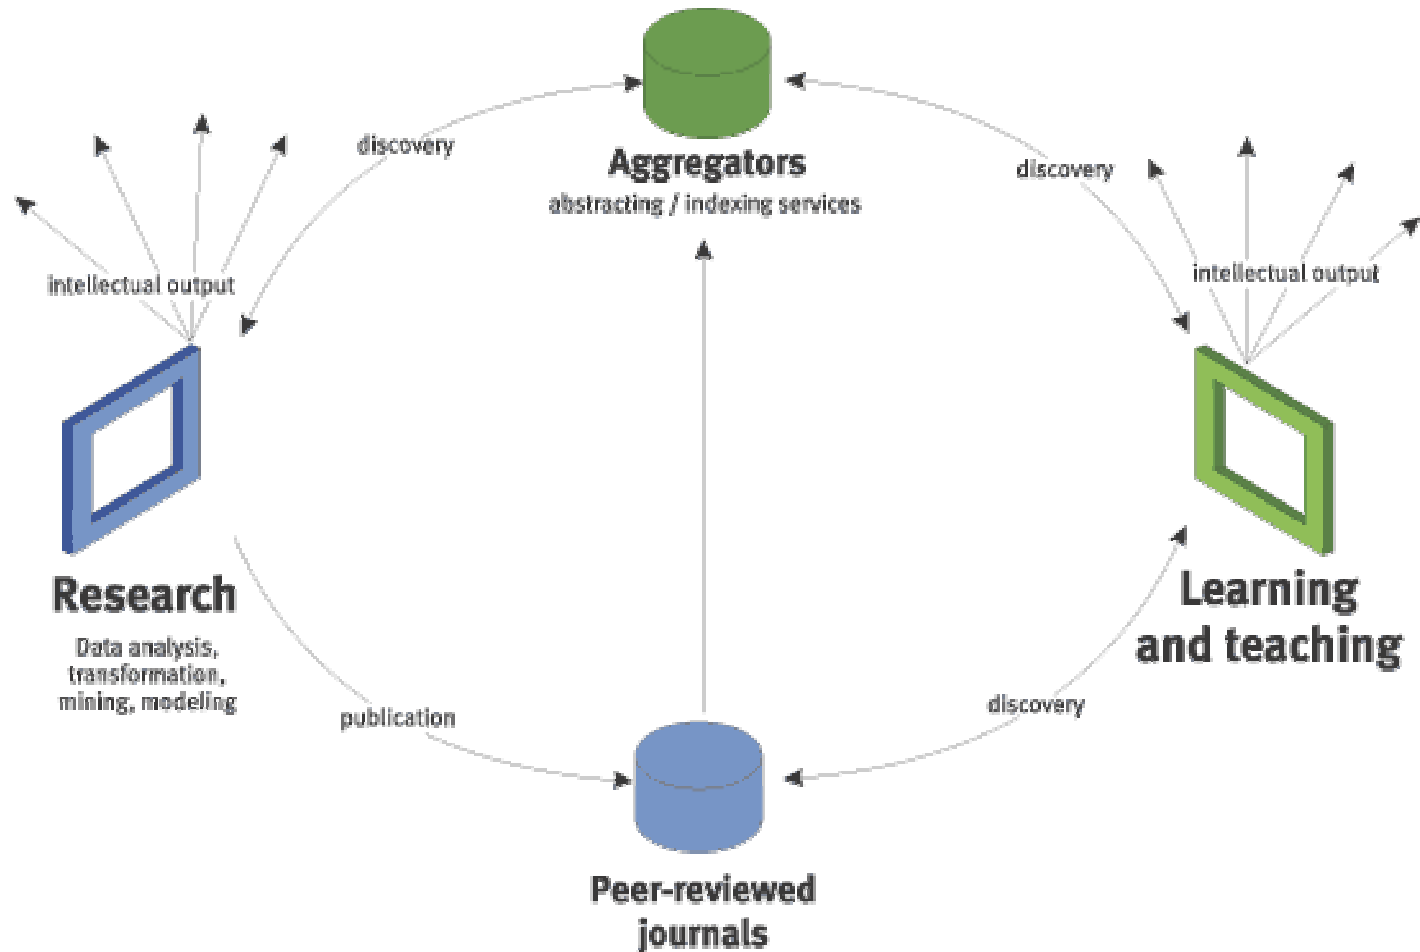 discovery
Aggregators
abstracting / indexing services
discovery
intellectual output
intellectual output
Research
Data analysis,
transformation,
mining, modeling
Learning
and teaching
publication
discovery
Peer-reviewed
journals